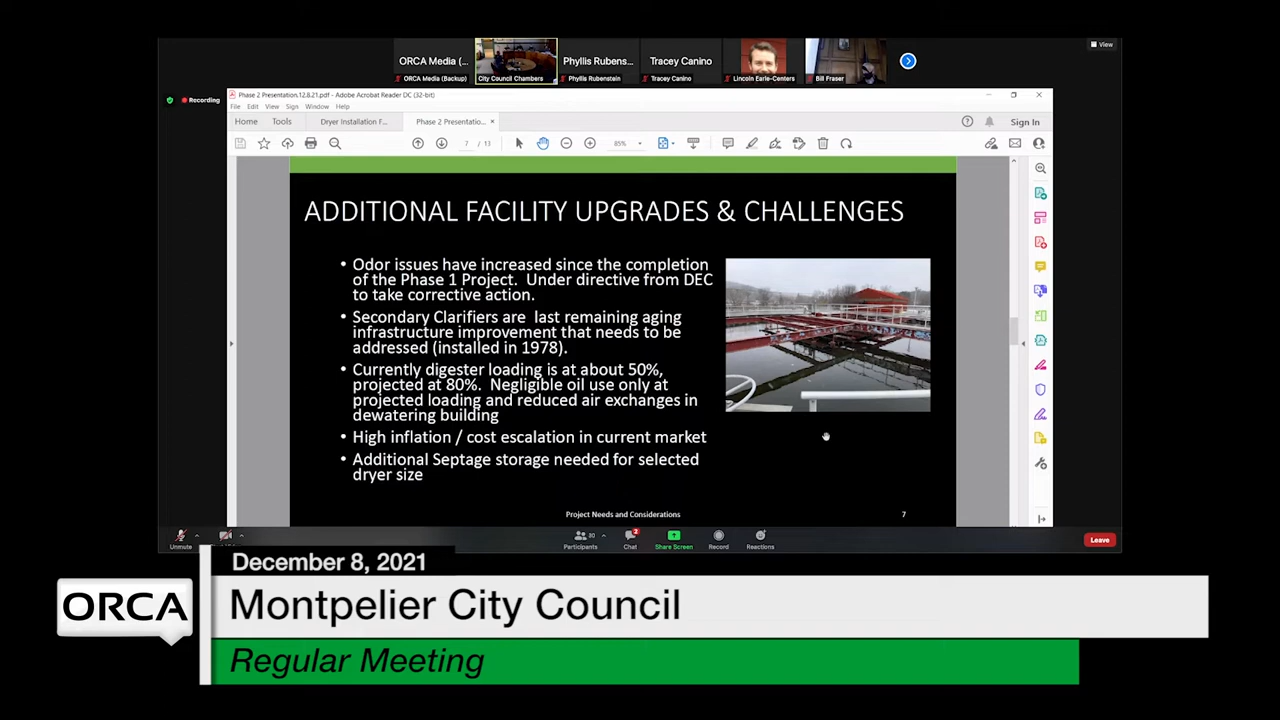 View
ORCA Media (...
Phyllis Rubens...
Tracey Canino
ORCA Media (Backup)
City Council Chambers
Phyllis Rubenstein
Tracey Canino
Lincoln Earle-Centers
Bill Fraser
Recording
Phase 2 Presentation.12.8.21.pdf - Adobe Acrobat Reader DC (32-bit)
File Edit View Sign Window Help
Home Tools Dryer Installation F... Phase 2 Presentatio... × Sign In
7 / 13 85%
ADDITIONAL FACILITY UPGRADES & CHALLENGES
• Odor issues have increased since the completion
of the Phase 1 Project. Under directive from DEC
to take corrective action.
• Secondary Clarifiers are last remaining aging
infrastructure improvement that needs to be
addressed (installed in 1978).
• Currently digester loading is at about 50%,
projected at 80%. Negligible oil use only at
projected loading and reduced air exchanges in
dewatering building
• High inflation / cost escalation in current market
• Additional Septage storage needed for selected
dryer size
Project Needs and Considerations 7
30 2
Unmute Participants Chat Share Screen Record Reactions Leave
December 8, 2021
ORCA
Montpelier City Council
Regular Meeting